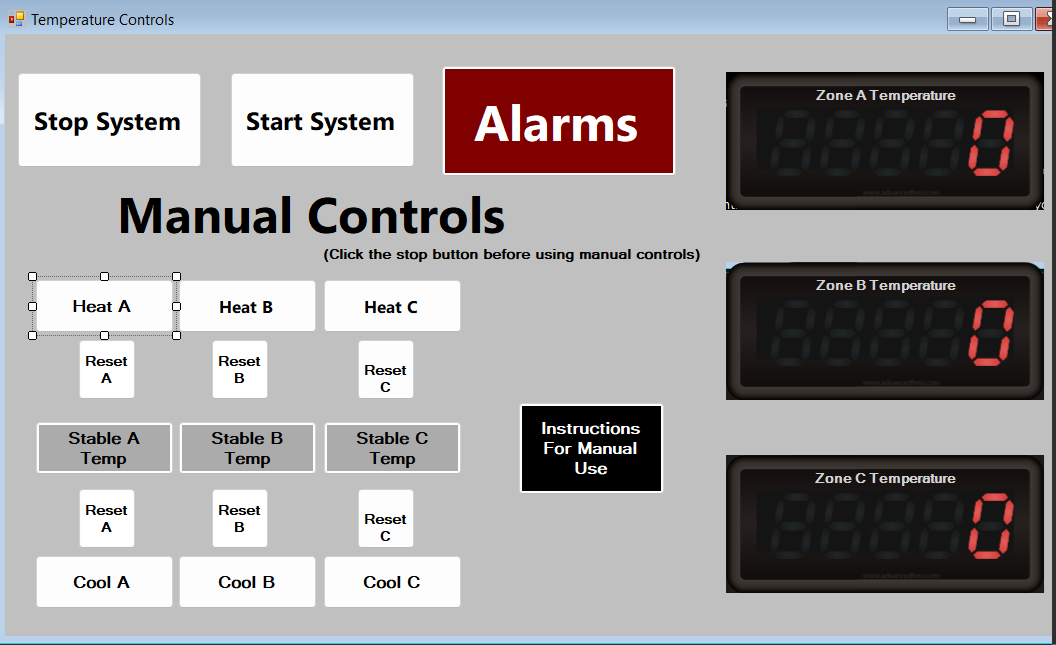 Temperature Controls
Stop System
Start System
Alarms
Zone A Temperature
0
Manual Controls
(Click the stop button before using manual controls)
Zone B Temperature
0
Heat A
Heat B
Heat C
Reset
A
Reset
B
Reset
C
Stable A
Temp
Stable B
Temp
Stable C
Temp
Instructions
For Manual
Use
Zone C Temperature
0
Reset
A
Reset
B
Reset
C
Cool A
Cool B
Cool C